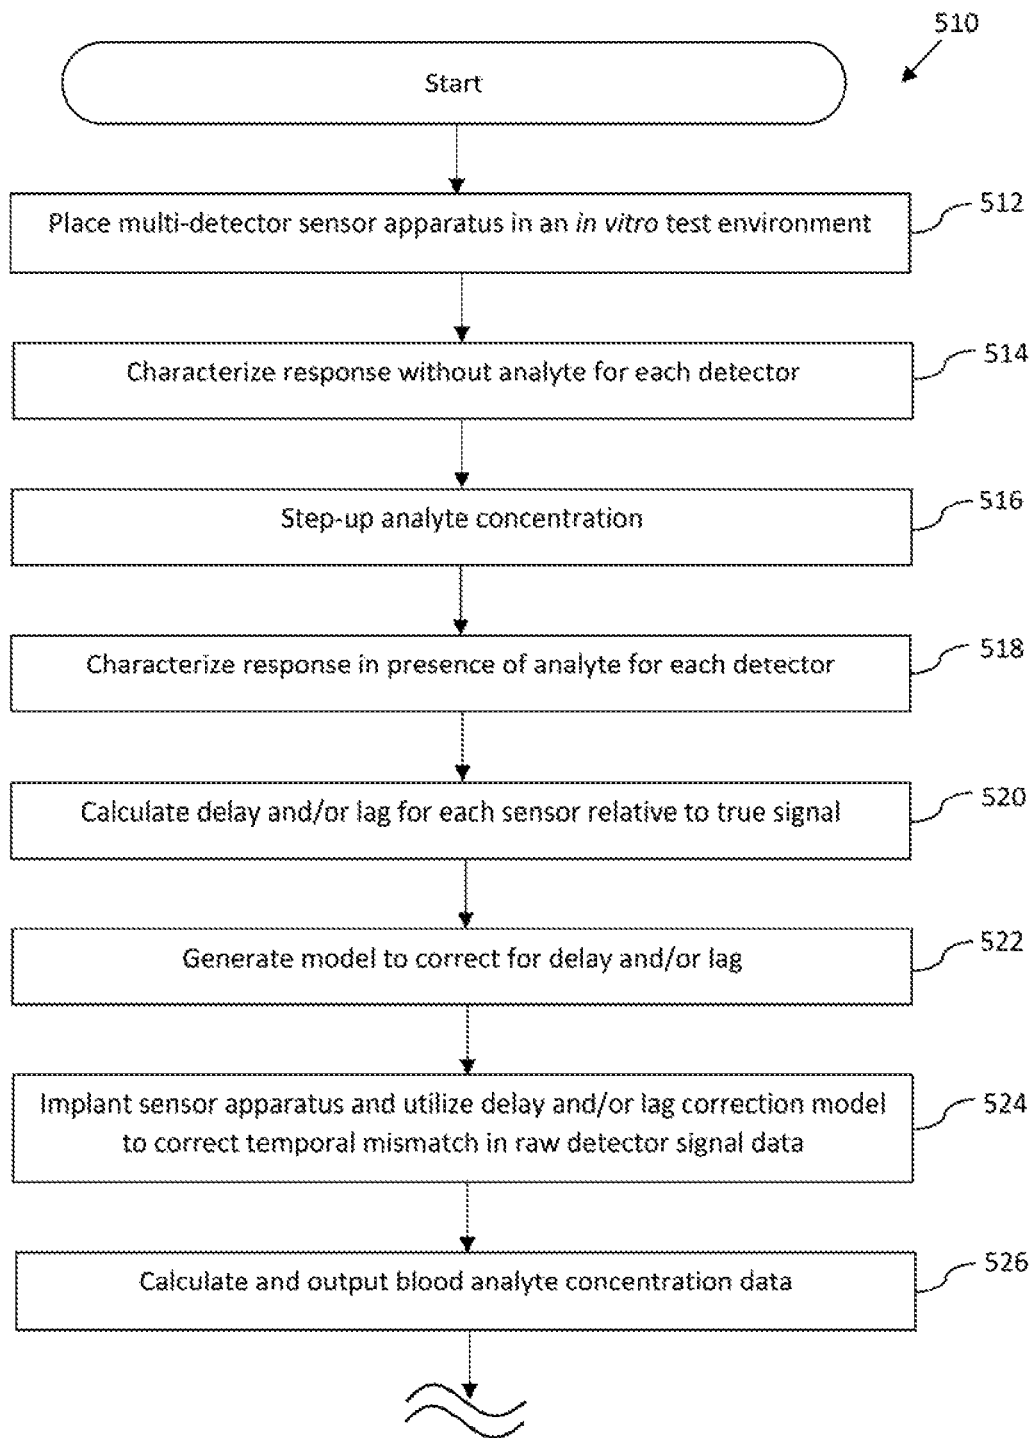 510
Start
Place multi-detector sensor apparatus in an in vitro test environment
512
Characterize response without analyte for each detector
514
Step-up analyte concentration
516
Characterize response in presence of analyte for each detector
518
Calculate delay and/or lag for each sensor relative to true signal
520
Generate model to correct for delay and/or lag
522
Implant sensor apparatus and utilize delay and/or lag correction model
to correct temporal mismatch in raw detector signal data
524
Calculate and output blood analyte concentration data
526